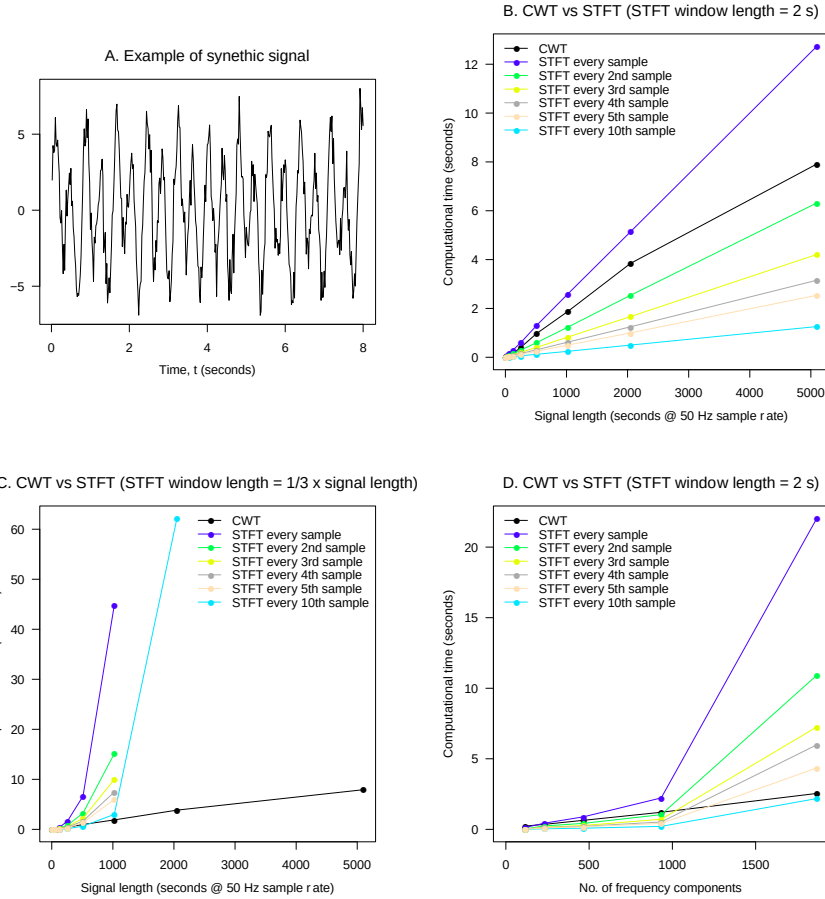 B. CWT vs STFT (STFT window length = 2 s)
A. Example of synethic signal
5
0
−5
0 2 4 6 8
Time, t (seconds)
CWT
STFT every sample
STFT every 2nd sample
STFT every 3rd sample
STFT every 4th sample
STFT every 5th sample
STFT every 10th sample
12
10
8
6
4
2
0
Computational time (seconds)
0 1000 2000 3000 4000 5000
Signal length (seconds @ 50 Hz sample rate)
C. CWT vs STFT (STFT window length = 1/3 x signal length)
CWT
STFT every sample
STFT every 2nd sample
STFT every 3rd sample
STFT every 4th sample
STFT every 5th sample
STFT every 10th sample
60
50
40
30
20
10
0
0 1000 2000 3000 4000 5000
Signal length (seconds @ 50 Hz sample rate)
D. CWT vs STFT (STFT window length = 2 s)
CWT
STFT every sample
STFT every 2nd sample
STFT every 3rd sample
STFT every 4th sample
STFT every 5th sample
STFT every 10th sample
20
15
10
5
0
Computational time (seconds)
0 500 1000 1500
No. of frequency components